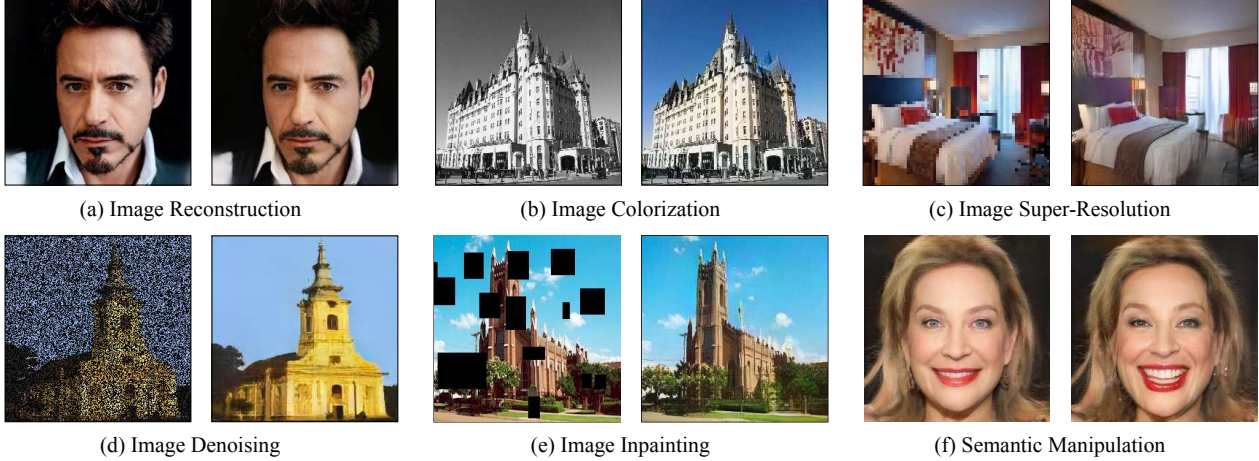 (a) Image Reconstruction
(b) Image Colorization
(c) Image Super-Resolution
(d) Image Denoising
(e) Image Inpainting
(f) Semantic Manipulation